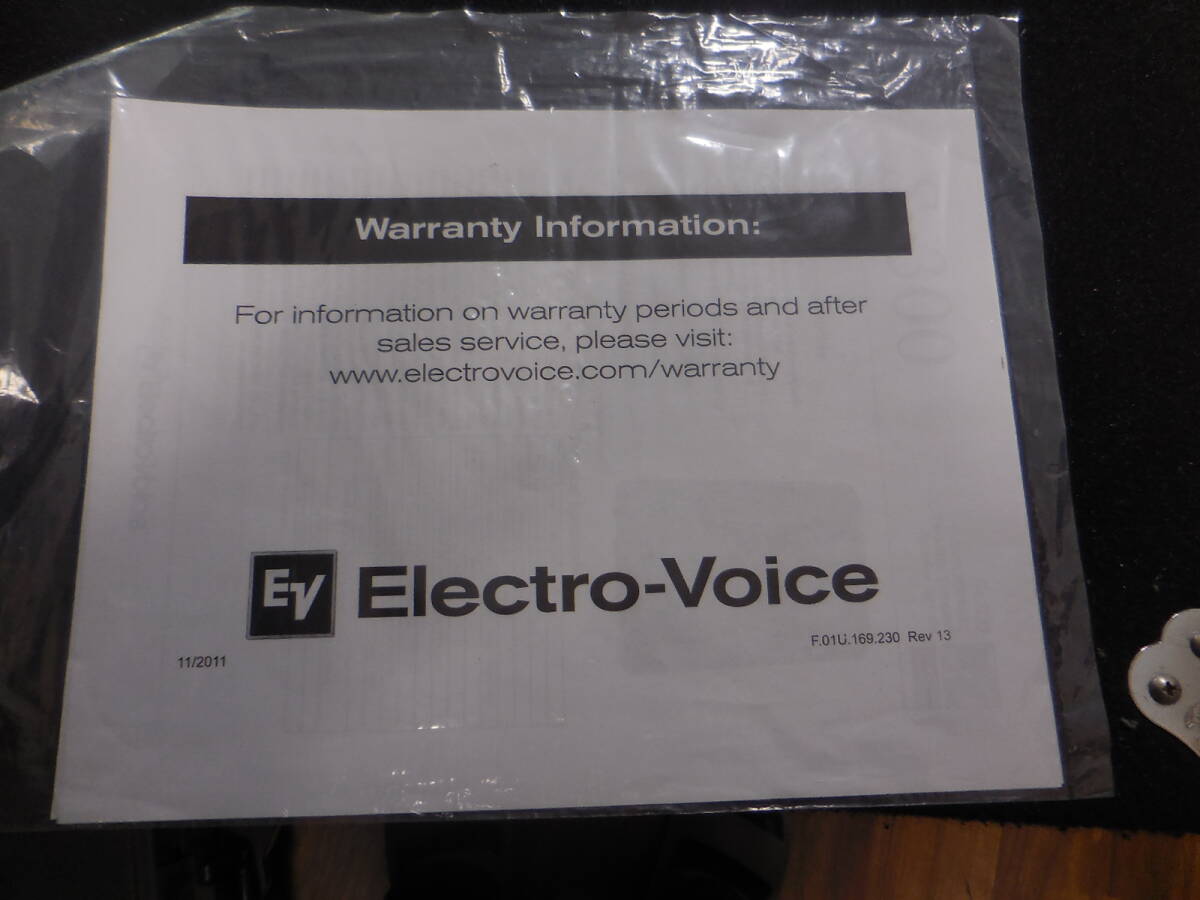 Warranty Information:
For information on warranty periods and after
sales service, please visit:
www.electrovoice.com/warranty
EV Electro-Voice
F.01U.169.230 Rev 13
11/2011